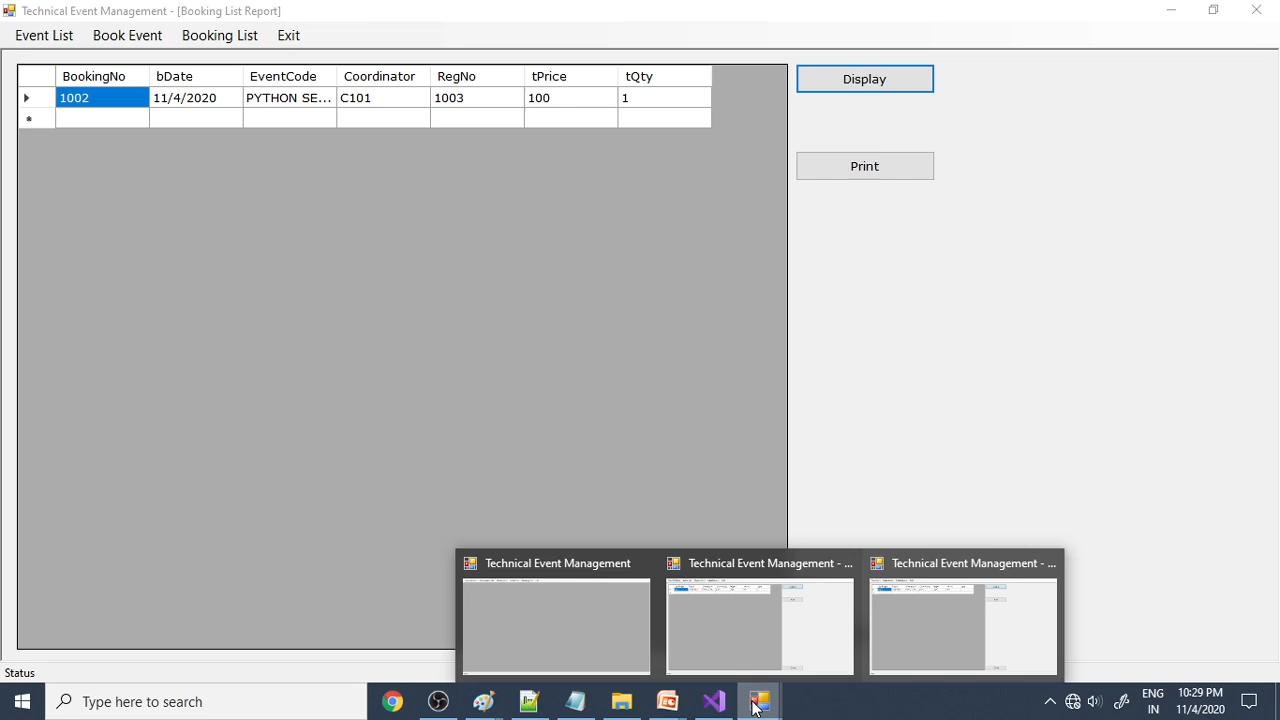 Technical Event Management - [Booking List Report]
Event List Book Event Booking List Exit
BookingNo bDate EventCode Coordinator RegNo tPrice tQty
1002 11/4/2020 PYTHON SE... C101 1003 100 1
Display
Print
Technical Event Management Technical Event Management - ... Technical Event Management - ...
Status
Type here to search
ENG
IN
10:29 PM
11/4/2020